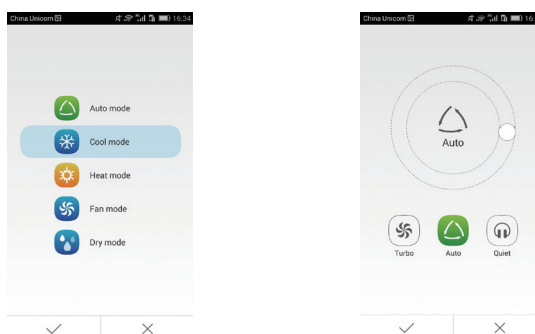 China Unicom
16:34
Auto mode
Cool mode
Heat mode
Fan mode
Dry mode
China Unicom
16:
Auto
Turbo
Auto
Quiet